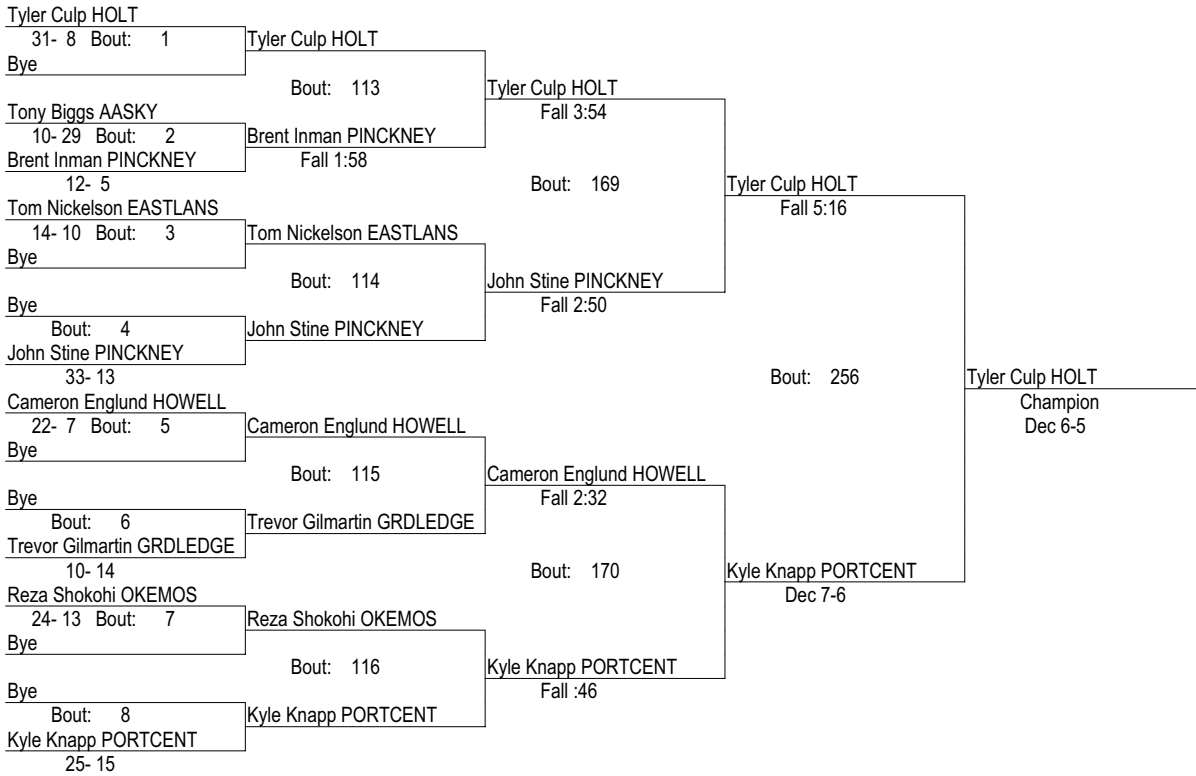 Tyler Culp HOLT
31- 8 Bout: 1
Tyler Culp HOLT
Bye
Bout: 113
Tyler Culp HOLT
Fall 3:54
Tony Biggs AASKY
10- 29 Bout: 2
Brent Inman PINCKNEY
Brent Inman PINCKNEY
Fall 1:58
12- 5
Bout: 169
Tyler Culp HOLT
Fall 5:16
Tom Nickelson EASTLANS
14- 10 Bout: 3
Tom Nickelson EASTLANS
Bye
Bout: 114
John Stine PINCKNEY
Fall 2:50
Bye
Bout: 4
John Stine PINCKNEY
John Stine PINCKNEY
33- 13
Bout: 256
Tyler Culp HOLT
Champion
Dec 6-5
Cameron Englund HOWELL
22- 7 Bout: 5
Cameron Englund HOWELL
Bye
Bout: 115
Cameron Englund HOWELL
Fall 2:32
Bye
Bout: 6
Trevor Gilmartin GRDLEDGE
Trevor Gilmartin GRDLEDGE
10- 14
Bout: 170
Kyle Knapp PORTCENT
Dec 7-6
Reza Shokohi OKEMOS
24- 13 Bout: 7
Reza Shokohi OKEMOS
Bye
Bout: 116
Kyle Knapp PORTCENT
Fall :46
Bye
Bout: 8
Kyle Knapp PORTCENT
Kyle Knapp PORTCENT
25- 15